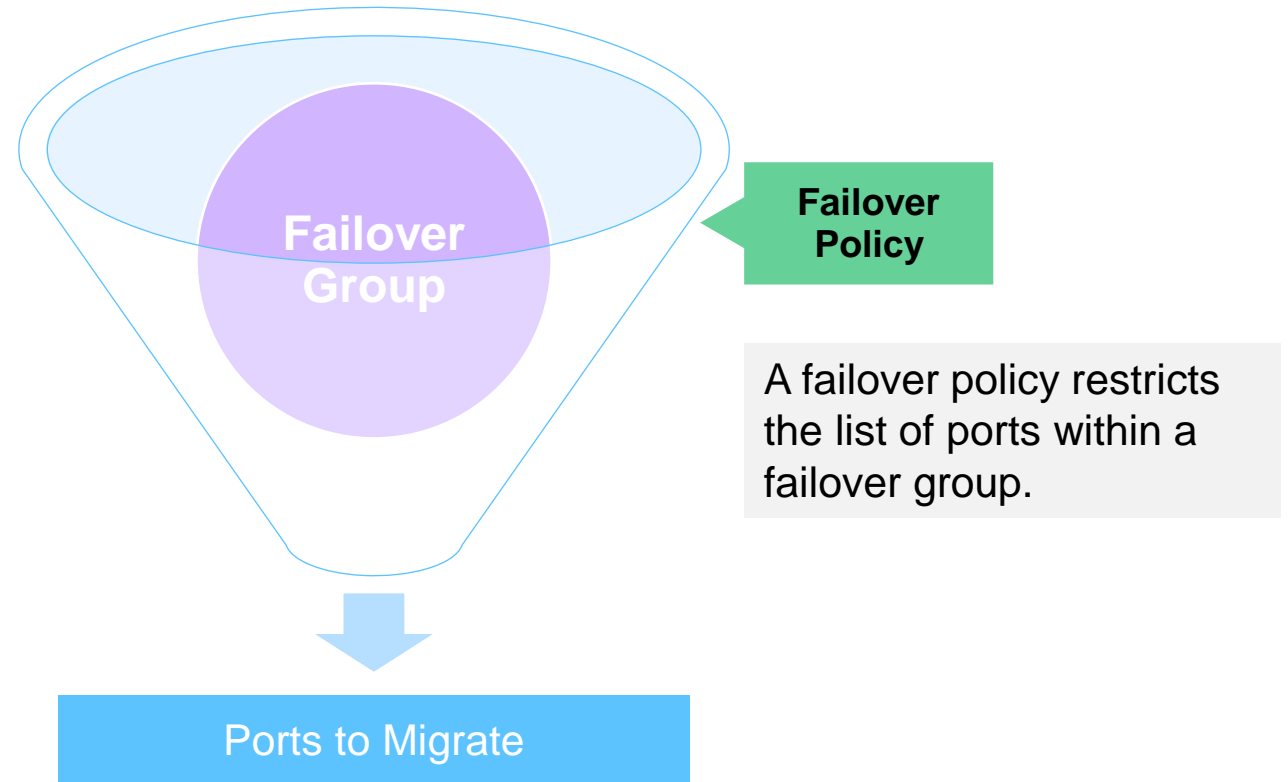 Failover
Group
Failover
Policy
A failover policy restricts
the list of ports within a
failover group.
Ports to Migrate